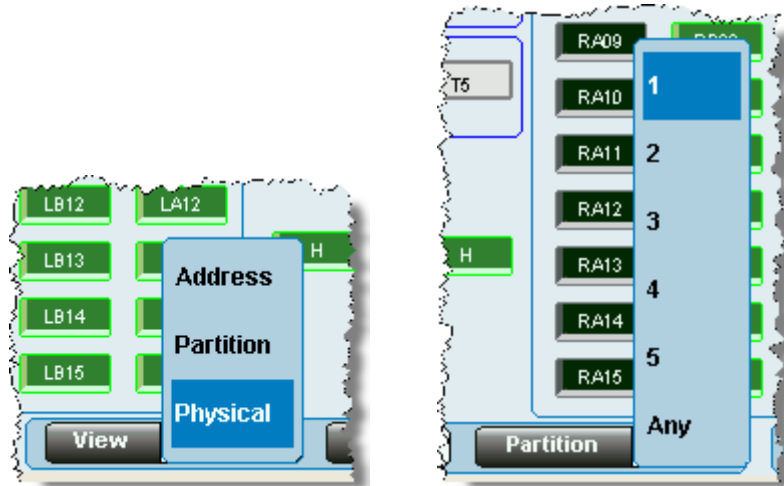 LB12 LA12
LB13 H
LB14
LB15
Address
Partition
Physical
View
RA09
T5
RA10
RA11
RA12
H
RA13
RA14
RA15
1
2
3
4
5
Any
Partition